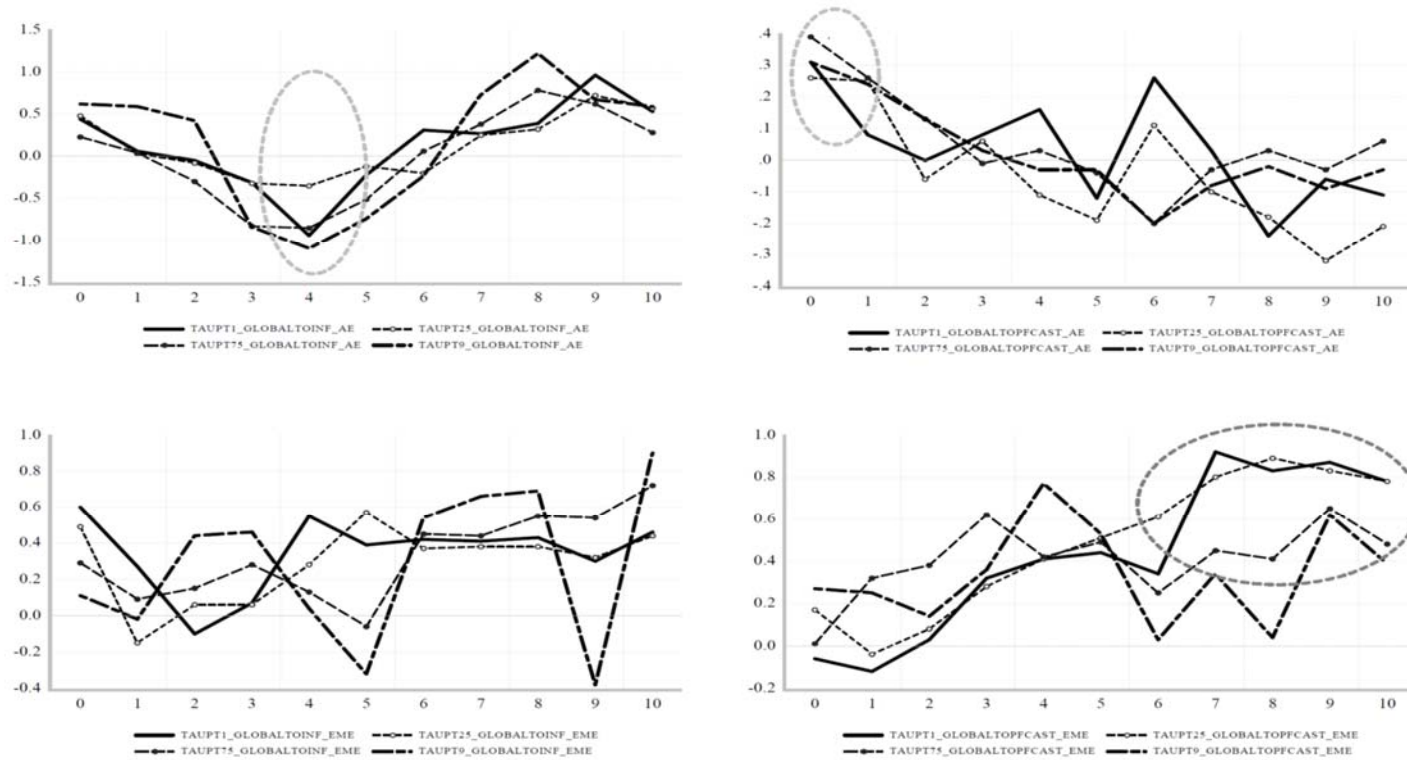 1.5
1.0
0.5
0.0
-0.5
-1.0
-1.5
0 1 2 3 4 5 6 7 8 9 10
TAUPT1_GLOBALTOINF_AE TAUPT25_GLOBALTOINF_AE
TAUPT75_GLOBALTOINF_AE TAUPT9_GLOBALTOINF_AE
.4
.3
.2
.1
.0
-.1
-.2
-.3
-.4
0 1 2 3 4 5 6 7 8 9 10
TAUPT1_GLOBALTOPFCAST_AE TAUPT25_GLOBALTOPFCAST_AE
TAUPT75_GLOBALTOPFCAST_AE TAUPT9_GLOBALTOPFCAST_AE
1.0
0.8
0.6
0.4
0.2
0.0
-0.2
-0.4
0 1 2 3 4 5 6 7 8 9 10
TAUPT1_GLOBALTOINF_EME TAUPT25_GLOBALTOINF_EME
TAUPT75_GLOBALTOINF_EME TAUPT9_GLOBALTOINF_EME
1.0
0.8
0.6
0.4
0.2
0.0
-0.2
0 1 2 3 4 5 6 7 8 9 10
TAUPT1_GLOBALTOPFCAST_EME TAUPT25_GLOBALTOPFCAST_EME
TAUPT75_GLOBALTOPFCAST_EME TAUPT9_GLOBALTOPFCAST_EME